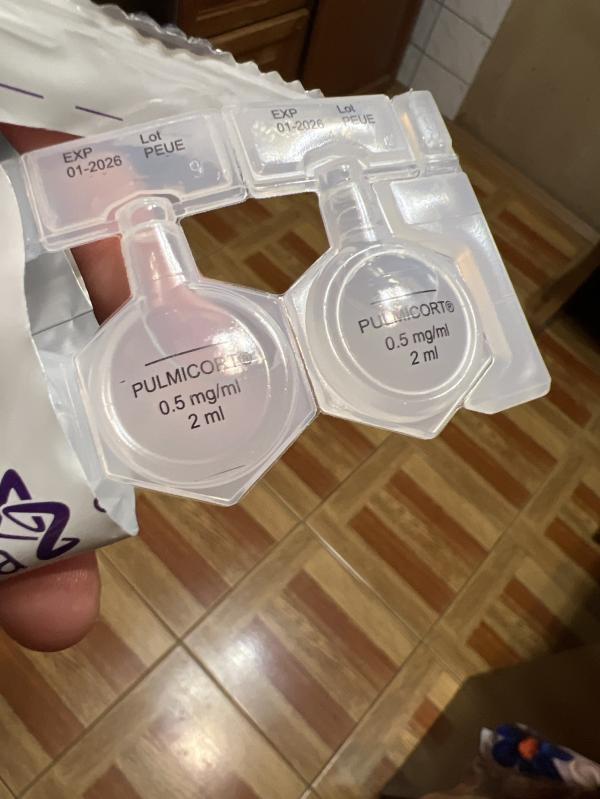 EXP Lot
01-2026 PEUE
EXP Lot
01-2026 PEUE
PULMICORT®
0.5 mg/ml
2 ml
PULMICORT®
0.5 mg/ml
2 ml